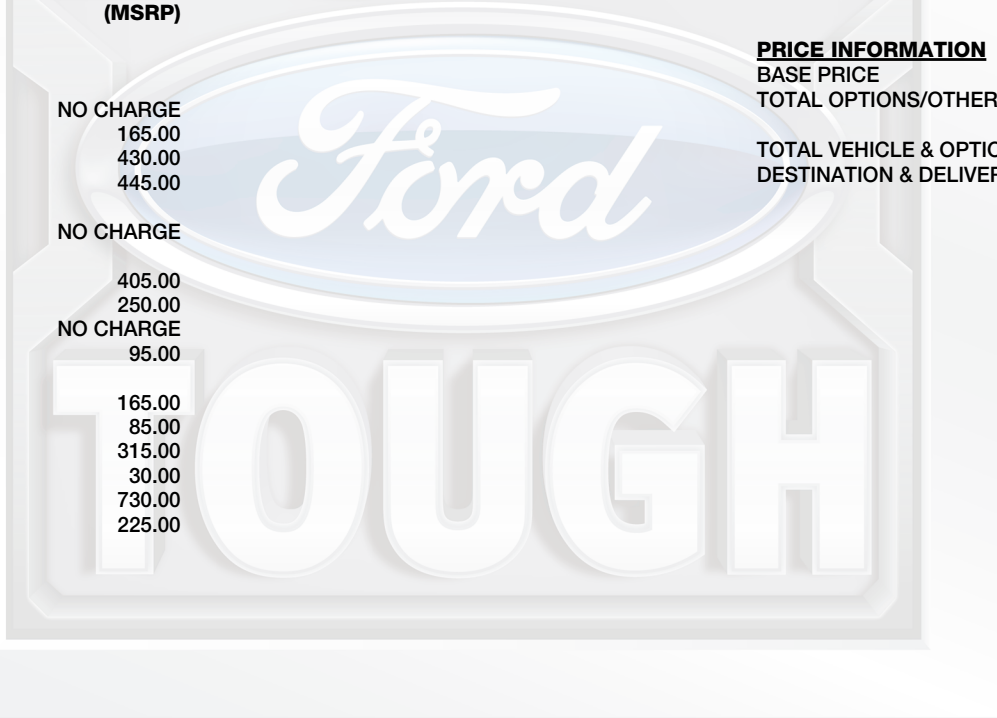 (MSRP)
NO CHARGE
165.00
430.00
445.00
NO CHARGE
405.00
250.00
NO CHARGE
95.00
165.00
85.00
315.00
30.00
730.00
225.00
PRICE INFORMATION
BASE PRICE
TOTAL OPTIONS/OTHER
TOTAL VEHICLE & OPTIO
DESTINATION & DELIVER
Ford
TOUGH